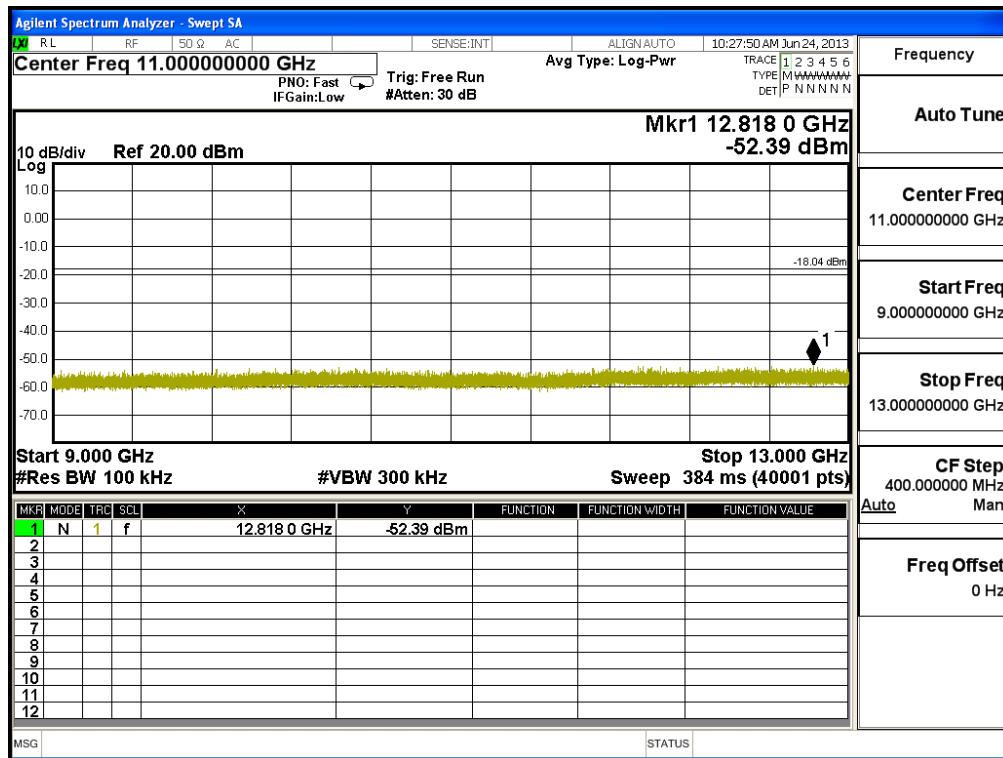 Agilent Spectrum Analyzer - Swept SA
LXI RL RF 50 Ω AC SENSE:INT ALIGNAUTO 10:27:50 AM Jun 24, 2013
Center Freq 11.000000000 GHz
PNO: Fast
IFGain:Low
Trig: Free Run
#Atten: 30 dB
Avg Type: Log-Pwr
TRACE 1 2 3 4 5 6
TYPE MWWWWW
DET P N N N N N
Mkr1 12.818 0 GHz
-52.39 dBm
10 dB/div Ref 20.00 dBm
Log
10.0
0.00
-10.0
-18.04 dBm
-20.0
-30.0
-40.0
1
-50.0
-60.0
-70.0
Start 9.000 GHz Stop 13.000 GHz
#Res BW 100 kHz #VBW 300 kHz Sweep 384 ms (40001 pts)
MKR MODE TRC SCL X Y FUNCTION FUNCTION WIDTH FUNCTION VALUE
1 N 1 f 12.818 0 GHz -52.39 dBm
2
3
4
5
6
7
8
9
10
11
12
MSG STATUS
Frequency
Auto Tune
Center Freq
11.000000000 GHz
Start Freq
9.000000000 GHz
Stop Freq
13.000000000 GHz
CF Step
400.000000 MHz
Auto Man
Freq Offset
0 Hz